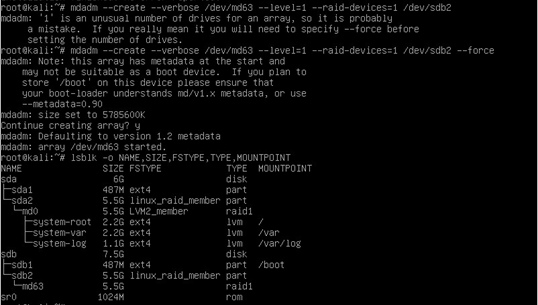 root@kali:~# mdadm --create --verbose /dev/md63 --level=1 --raid-devices=1 /dev/sdb2
mdadm: '1' is an unusual number of drives for an array, so it is probably
     a mistake.  If you really mean it you will need to specify --force before
     setting the number of drives.
root@kali:~# mdadm --create --verbose /dev/md63 --level=1 --raid-devices=1 /dev/sdb2 --force
mdadm: Note: this array has metadata at the start and
    may not be suitable as a boot device.  If you plan to
    store '/boot' on this device please ensure that
    your boot-loader understands md/v1.x metadata, or use
    --metadata=0.90
mdadm: size set to 5785600K
Continue creating array? y
mdadm: Defaulting to version 1.2 metadata
mdadm: array /dev/md63 started.
root@kali:~# lsblk -o NAME,SIZE,FSTYPE,TYPE,MOUNTPOINT
NAME                SIZE FSTYPE            TYPE  MOUNTPOINT
sda                   6G                   disk
├─sda1              487M ext4              part
└─sda2              5.5G linux_raid_member part
  └─md0             5.5G LVM2_member       raid1
    ├─system-root   2.2G ext4              lvm   /
    ├─system-var    2.2G ext4              lvm   /var
    └─system-log    1.1G ext4              lvm   /var/log
sdb                 7.5G                   disk
├─sdb1              487M ext4              part  /boot
└─sdb2              5.5G linux_raid_member part
  └─md63            5.5G                   raid1
sr0                1024M                   rom